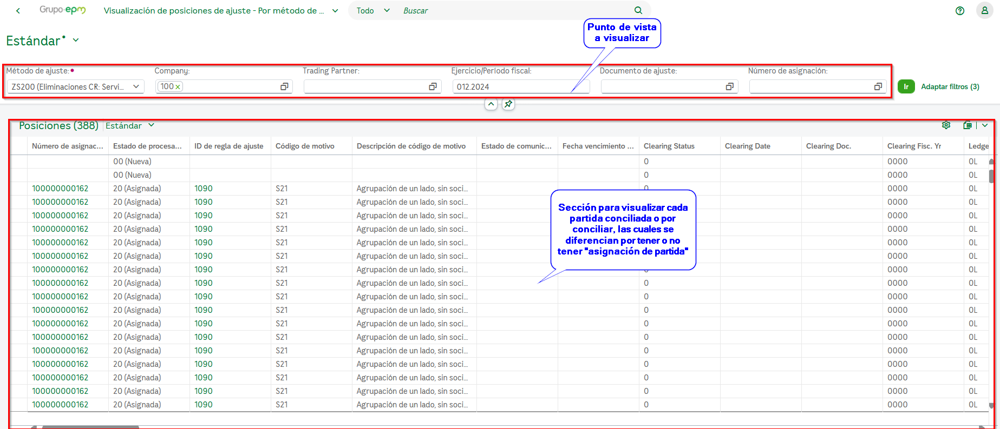 Grupo·epm Visualización de posiciones de ajuste - Por método de ... Todo Buscar
Punto de vista
a visualizar
Estándar*
Método de ajuste: Company: Trading Partner: Ejercicio/Período fiscal: Documento de ajuste: Número de asignación:
ZS200 (Eliminaciones CR: Servi... 100 012.2024 Ir Adaptar filtros (3)
Posiciones (388) Estándar
Número de asignac... Estado de procesa... ID de regla de ajuste Código de motivo Descripción de código de motivo Estado de comunic... Fecha vencimiento ... Clearing Status Clearing Date Clearing Doc. Clearing Fisc. Yr Ledge
00 (Nueva) 0 0000 0L
00 (Nueva) 0 0000 0L
100000000162 20 (Asignada) 1090 S21 Agrupación de un lado, sin soci... 0 0000 0L
100000000162 20 (Asignada) 1090 S21 Agrupación de un lado, sin soci... 0000 0L
100000000162 20 (Asignada) 1090 S21 Agrupación de un lado, sin soci... 0000 0L
100000000162 20 (Asignada) 1090 S21 Agrupación de un lado, sin soci... 0000 0L
100000000162 20 (Asignada) 1090 S21 Agrupación de un lado, sin soci... 0000 0L
100000000162 20 (Asignada) 1090 S21 Agrupación de un lado, sin soci... 0000 0L
100000000162 20 (Asignada) 1090 S21 Agrupación de un lado, sin soci... 0000 0L
Sección para visualizar cada
partida conciliada o por
conciliar, las cuales se
diferencian por tener o no
tener "asignación de partida"
100000000162 20 (Asignada) 1090 S21 Agrupación de un lado, sin soci... 0 0000 0L
100000000162 20 (Asignada) 1090 S21 Agrupación de un lado, sin soci... 0 0000 0L
100000000162 20 (Asignada) 1090 S21 Agrupación de un lado, sin soci... 0 0000 0L
100000000162 20 (Asignada) 1090 S21 Agrupación de un lado, sin soci... 0 0000 0L
100000000162 20 (Asignada) 1090 S21 Agrupación de un lado, sin soci... 0 0000 0L
100000000162 20 (Asignada) 1090 S21 Agrupación de un lado, sin soci... 0 0000 0L
100000000162 20 (Asignada) 1090 S21 Agrupación de un lado, sin soci... 0 0000 0L
100000000162 20 (Asignada) 1090 S21 Agrupación de un lado, sin soci... 0 0000 0L
100000000162 20 (Asignada) 1090 S21 Agrupación de un lado, sin soci... 0 0000 0L
100000000162 20 (Asignada) 1090 S21 Agrupación de un lado, sin soci... 0 0000 0L